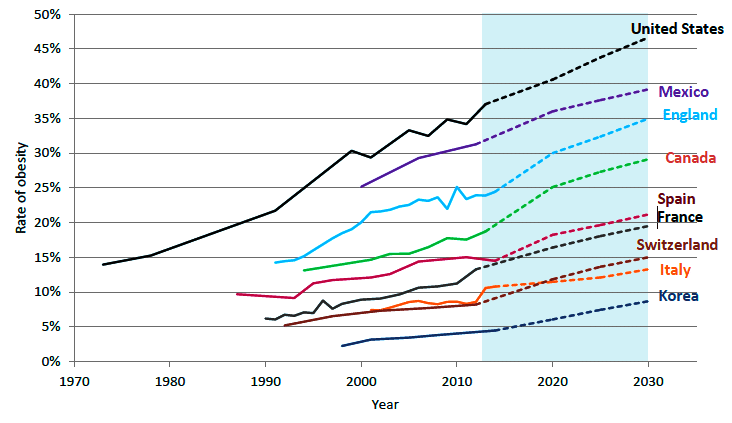 50%
45%
40%
35%
30%
25%
20%
15%
10%
5%
0%
Rate of obesity
1970 1980 1990 2000 2010 2020 2030
Year
United States
Mexico
England
Canada
Spain
France
Switzerland
Italy
Korea